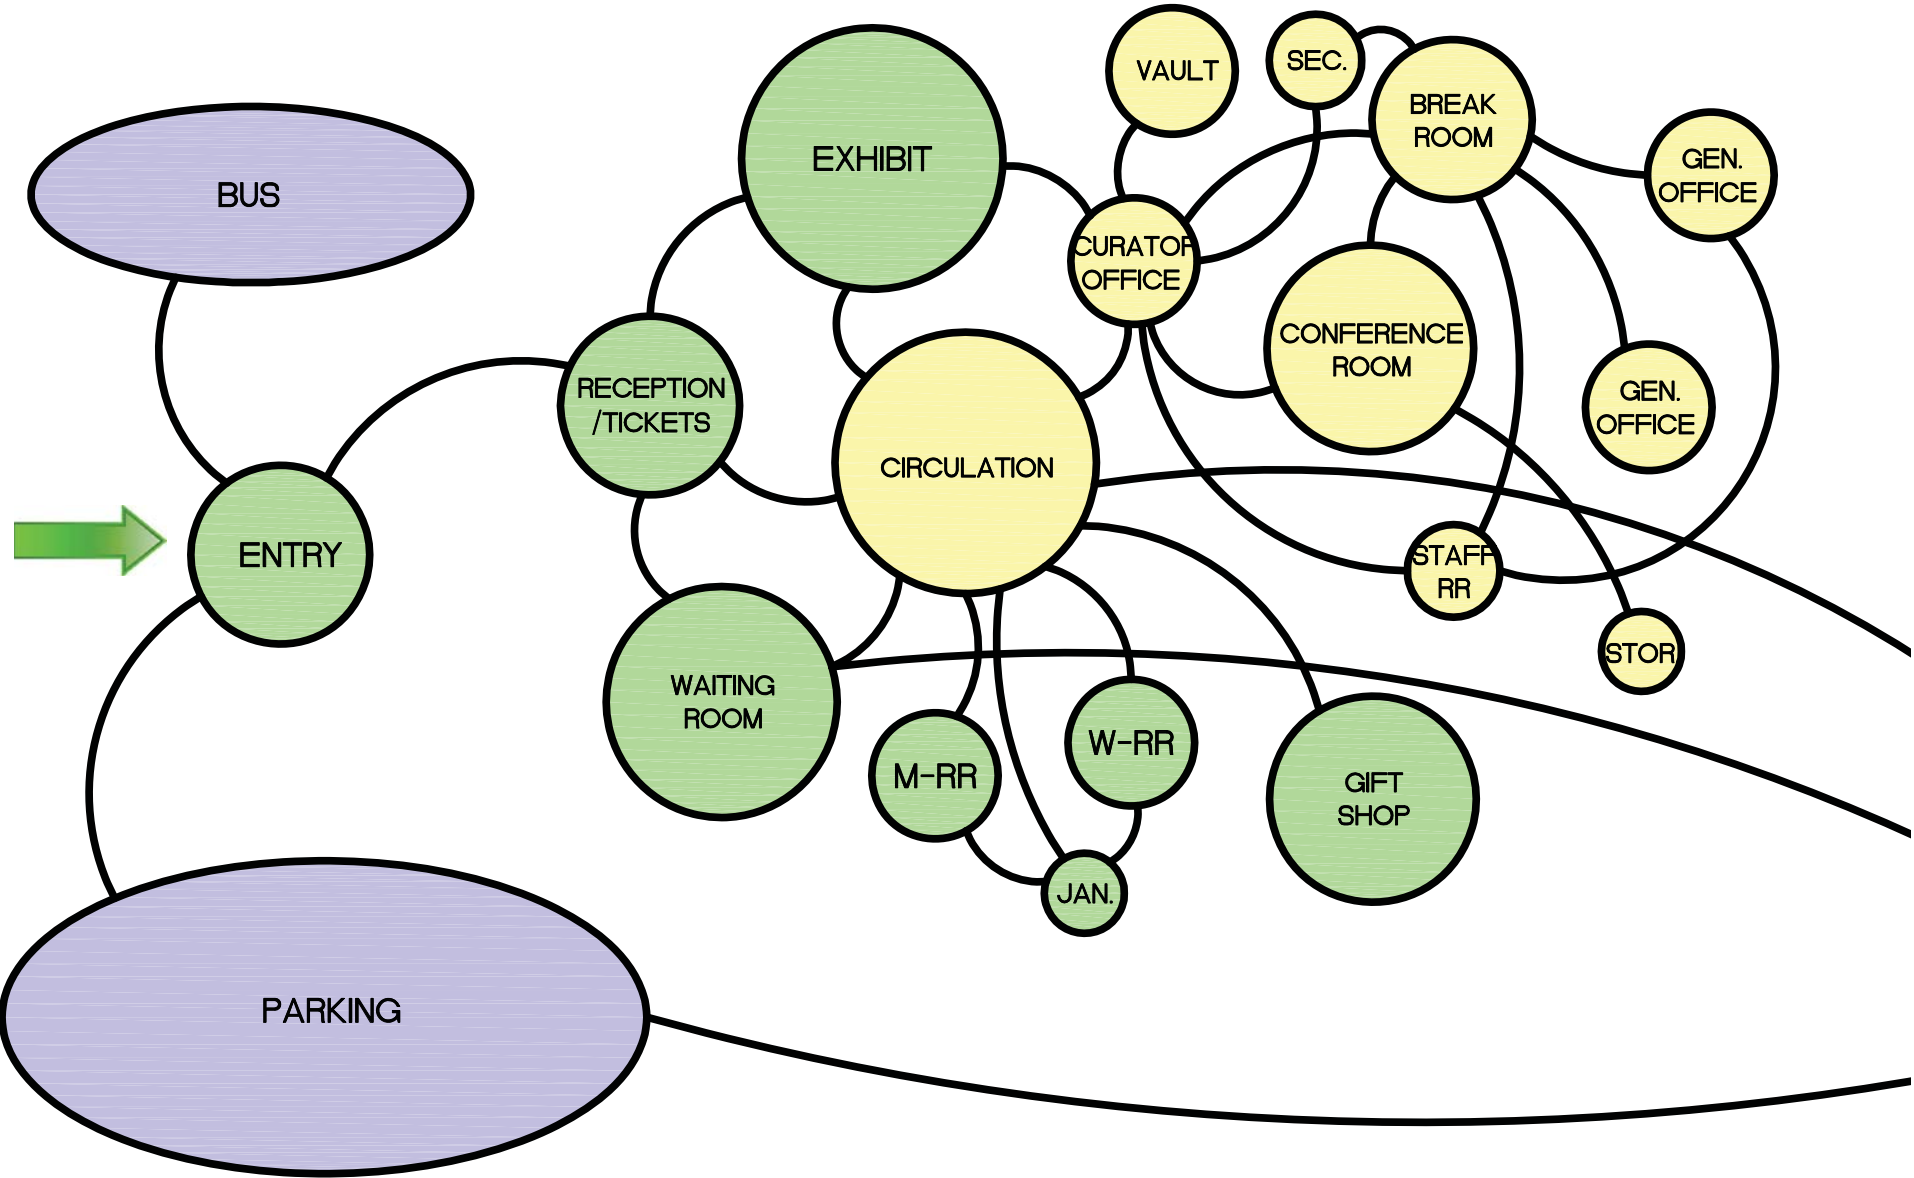 BUS
ENTRY
PARKING
EXHIBIT
RECEPTION
/TICKETS
WAITING
ROOM
CIRCULATION
M-RR
W-RR
JAN.
GIFT
SHOP
VAULT
SEC.
BREAK
ROOM
GEN.
OFFICE
CURATOR
OFFICE
CONFERENCE
ROOM
GEN.
OFFICE
STAFF
RR
STOR